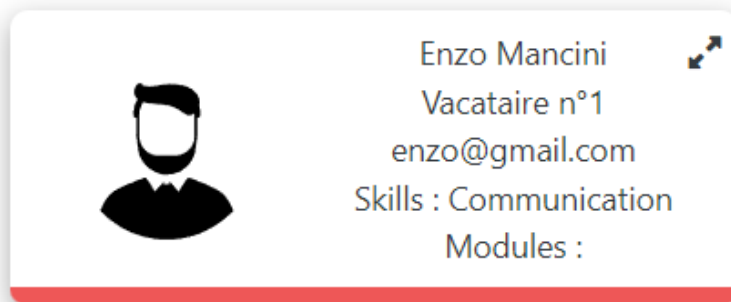 Enzo Mancini
Vacataire n°1
enzo@gmail.com
Skills : Communication
Modules :